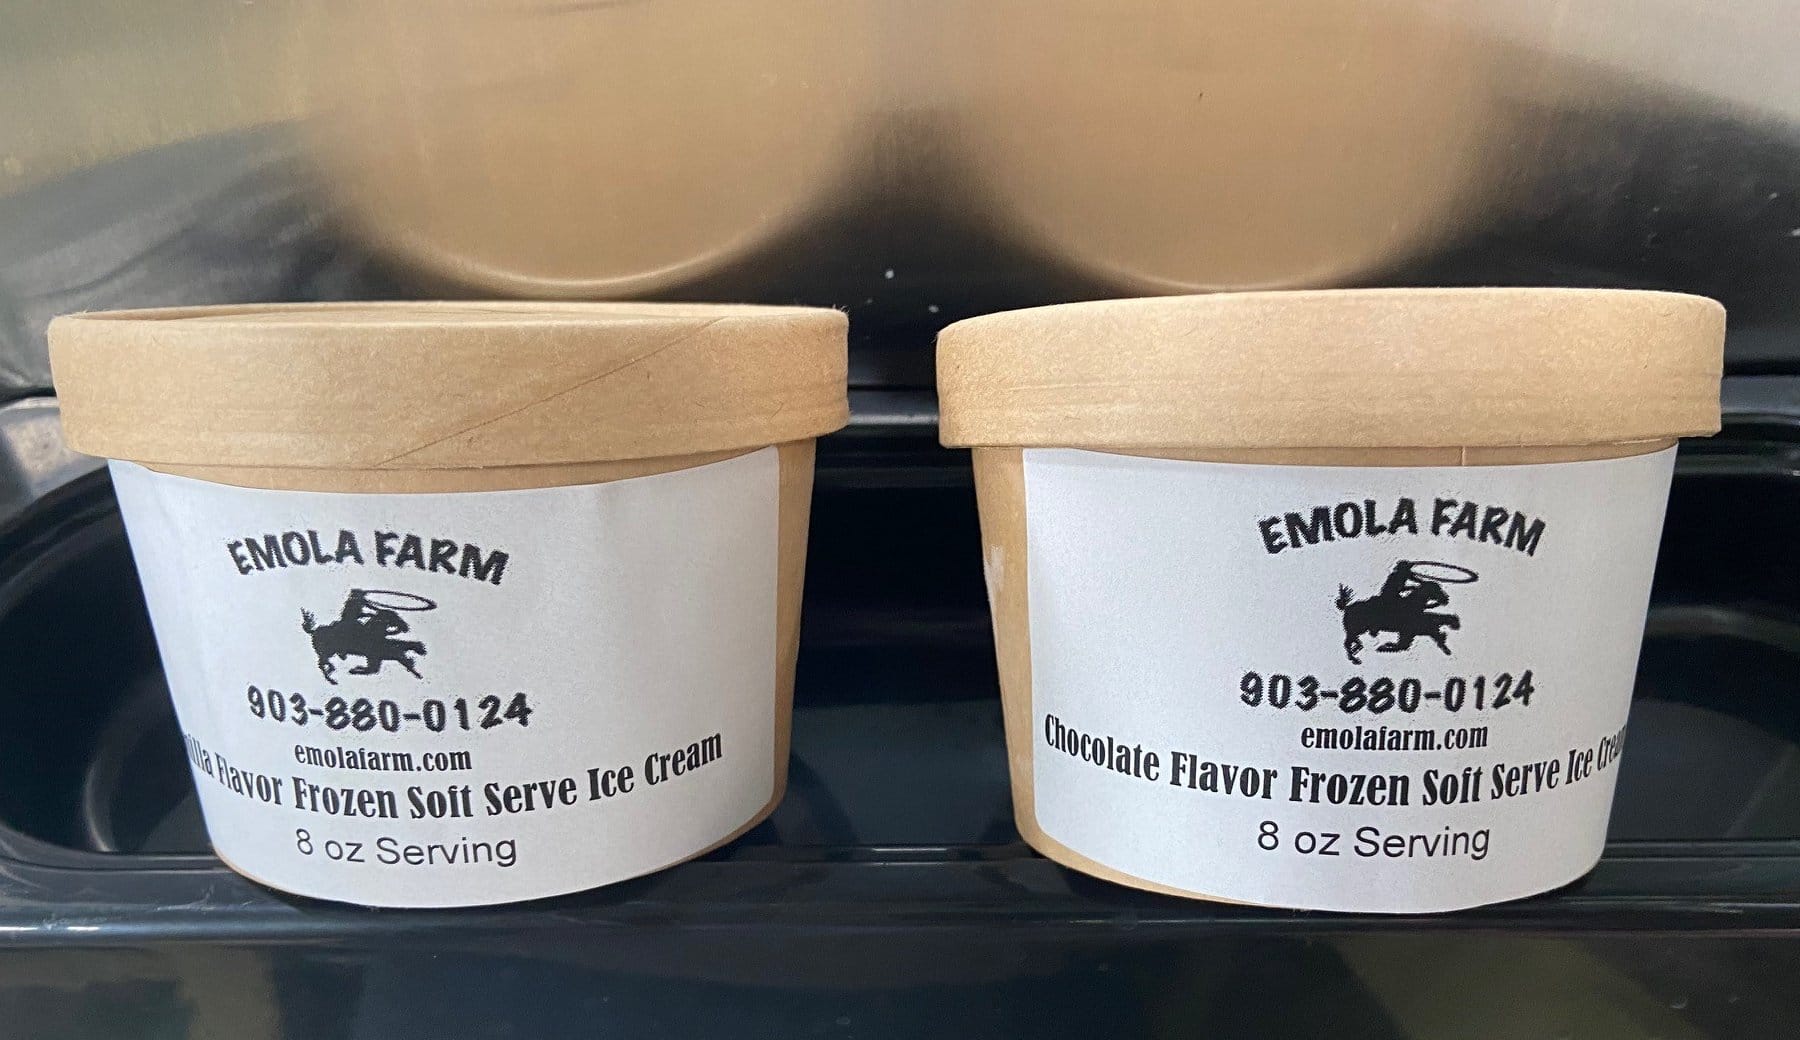 EMOLA FARM
903-880-0124
emolafarm.com
Flavor Frozen Soft Serve Ice Cream
8 oz Serving
EMOLA FARM
903-880-0124
emolafarm.com
Chocolate Flavor Frozen Soft Serve Ice Cream
8 oz Serving